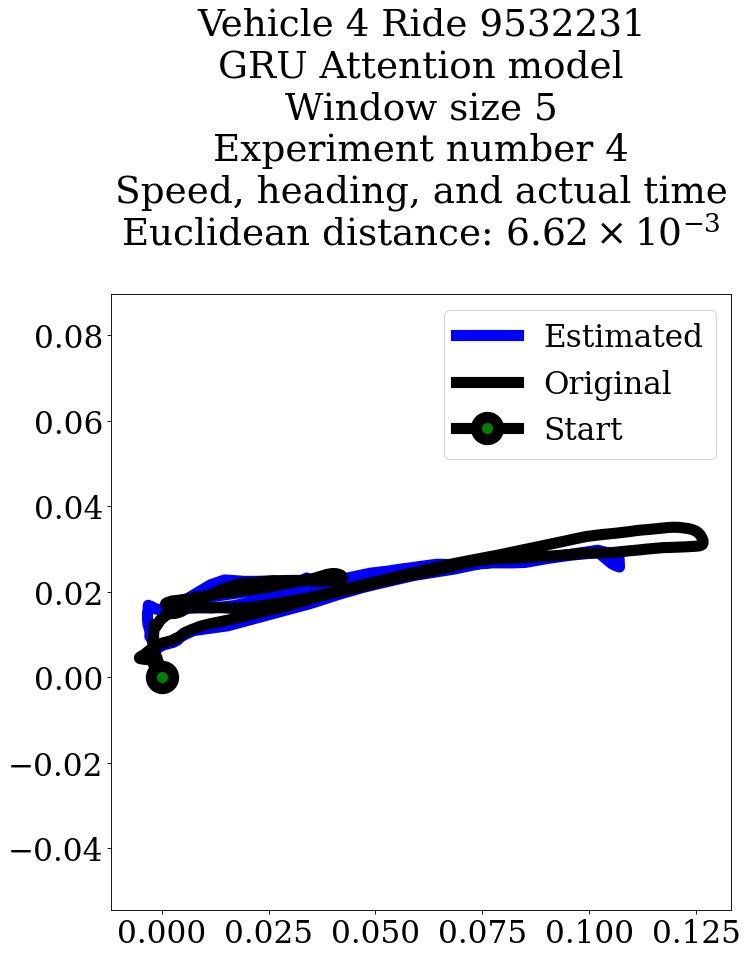 Vehicle 4 Ride 9532231
GRU Attention model
Window size 5
Experiment number 4
Speed, heading, and actual time
Euclidean distance: 6.62 × 10⁻³
Estimated
Original
Start
0.08
0.06
0.04
0.02
0.00
−0.02
−0.04
0.000 0.025 0.050 0.075 0.100 0.125